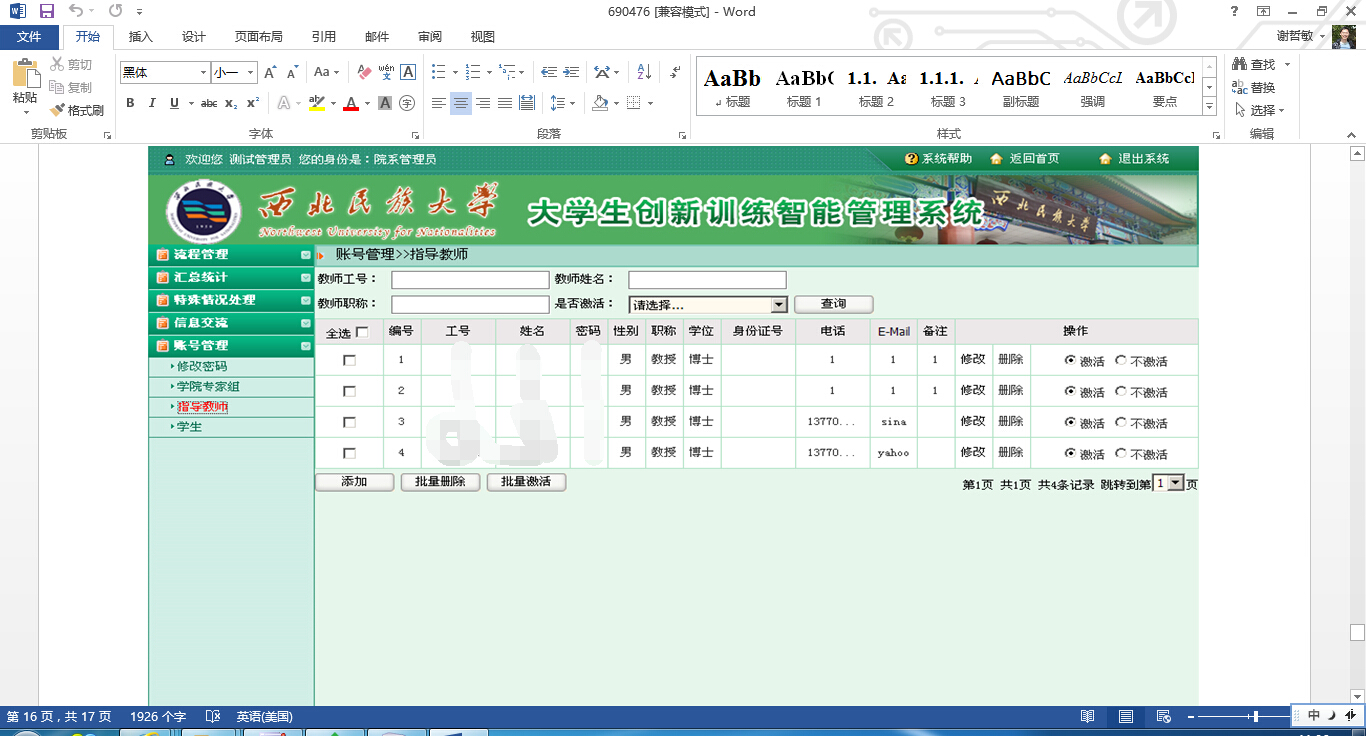 690476 [兼容模式] - Word
文件 开始 插入 设计 页面布局 引用 邮件 审阅 视图 谢哲敏
粘贴 剪切 复制 格式刷 剪贴板
黑体 小一 Aa wén 文 A
B I U abc X₂ X² A A A 字
字体 段落
AaBb AaBb( 1.1. Aa 1.1.1. A AaBbC AaBbCcI AaBbCcI
标题 标题 1 标题 2 标题 3 副标题 强调 要点
样式
查找 替换 选择 编辑
欢迎您 测试管理员 您的身份是：院系管理员 系统帮助 返回首页 退出系统
西北民族大学
Northwest University for Nationalities
大学生创新训练智能管理系统
西北民族大学
流程管理
汇总统计
特殊情况处理
信息交流
账号管理
修改密码
学院专家组
指导教师
学生
账号管理>>指导教师
教师工号： 教师姓名：
教师职称： 是否激活： 请选择... 查询
全选 编号 工号 姓名 密码 性别 职称 学位 身份证号 电话 E-Mail 备注 操作
1 男 教授 博士 1 1 1 修改 删除 激活 不激活
2 男 教授 博士 1 1 1 修改 删除 激活 不激活
3 男 教授 博士 13770... sina 修改 删除 激活 不激活
4 男 教授 博士 13770... yahoo 修改 删除 激活 不激活
添加 批量删除 批量激活 第1页 共1页 共4条记录 跳转到第 1 页
第 16 页，共 17 页 1926 个字 英语(美国) 中